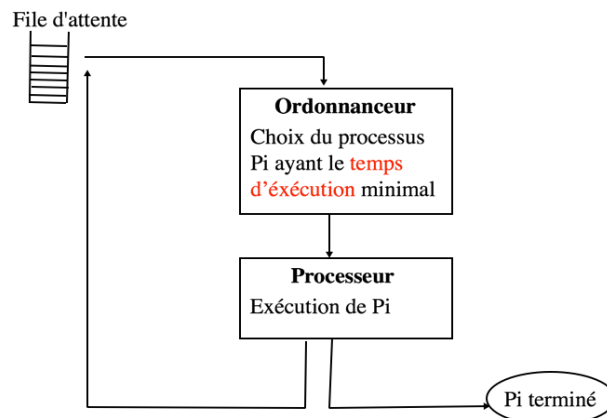 File d'attente
Ordonnanceur
Choix du processus
Pi ayant le temps
d'éxécution minimal
Processeur
Exécution de Pi
Pi terminé